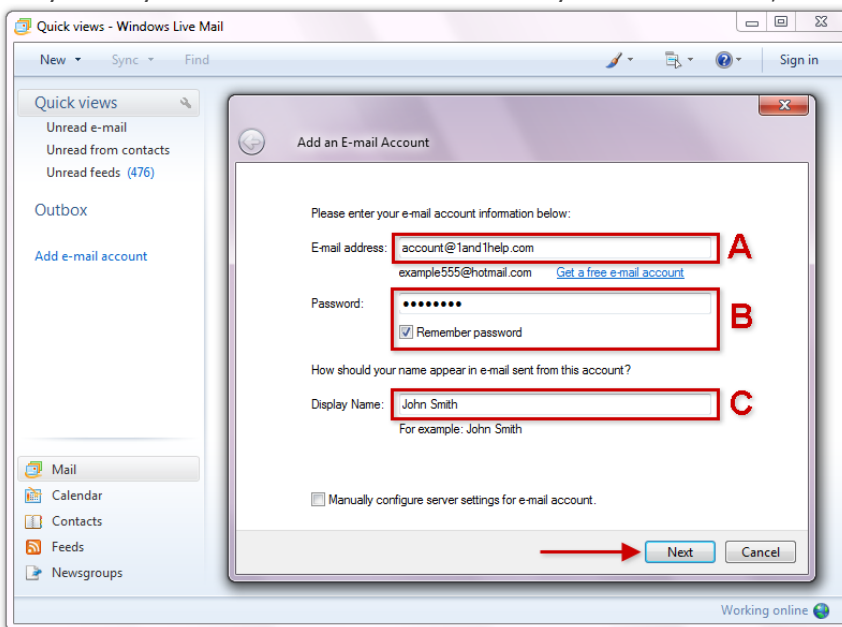 Quick views - Windows Live Mail
New Sync Find Sign in
Quick views
Unread e-mail
Unread from contacts
Unread feeds (476)
Outbox
Add e-mail account
Add an E-mail Account
Please enter your e-mail account information below:
E-mail address: account@1and1help.com A
example555@hotmail.com Get a free e-mail account
Password: ●●●●●●●● B
Remember password
How should your name appear in e-mail sent from this account?
Display Name: John Smith C
For example: John Smith
Manually configure server settings for e-mail account.
Next Cancel
Mail
Calendar
Contacts
Feeds
Newsgroups
Working online